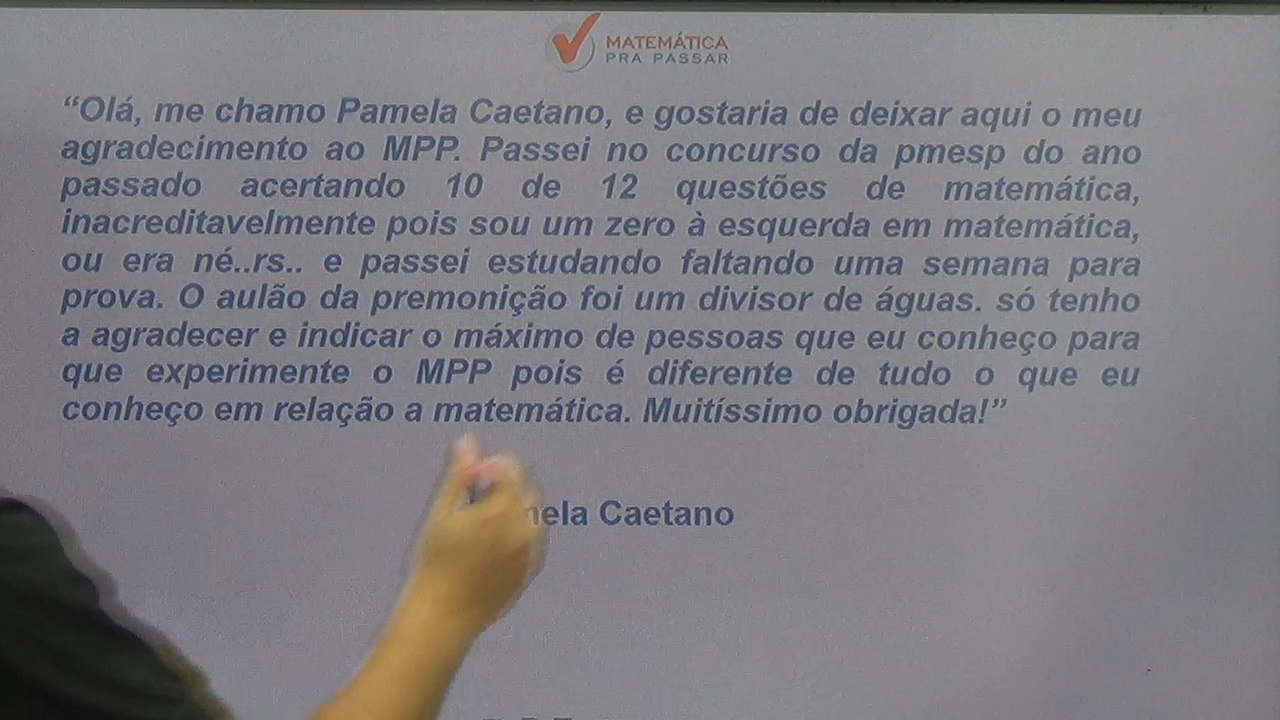 MATEMÁTICA
PRA PASSAR
“Olá, me chamo Pamela Caetano, e gostaria de deixar aqui o meu
agradecimento ao MPP. Passei no concurso da pmesp do ano
passado acertando 10 de 12 questões de matemática,
inacreditavelmente pois sou um zero à esquerda em matemática,
ou era né..rs.. e passei estudando faltando uma semana para
prova. O aulão da premonição foi um divisor de águas. só tenho
a agradecer e indicar o máximo de pessoas que eu conheço para
que experimente o MPP pois é diferente de tudo o que eu
conheço em relação a matemática. Muitíssimo obrigada!”
Caetano